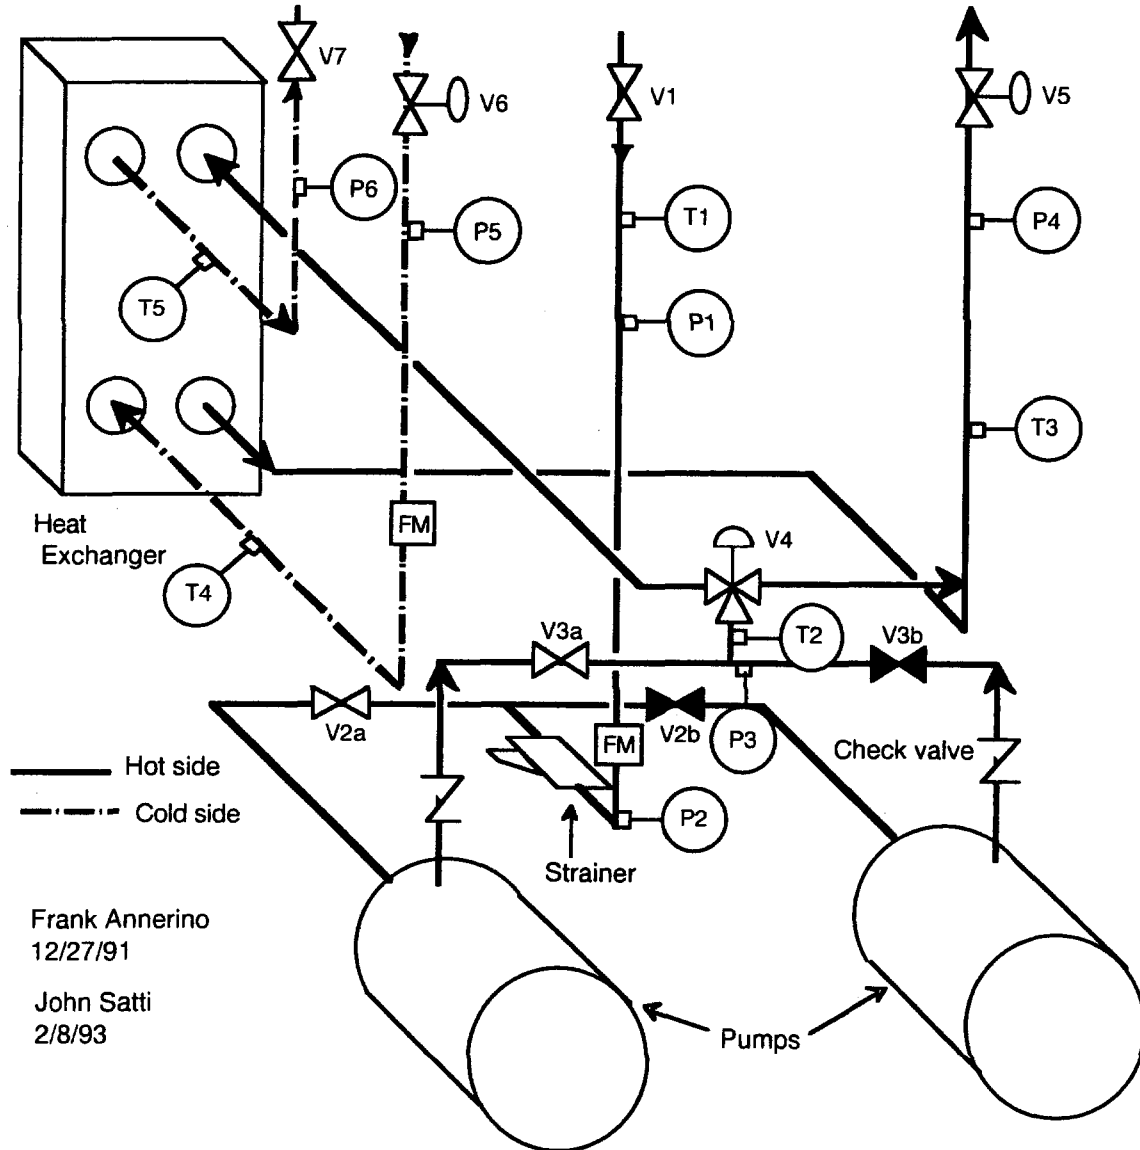 V7
V6
V1
V5
P6
P5
T1
P4
T5
P1
T3
FM
Heat
Exchanger
V4
T4
V3a
T2
V3b
V2a
V2b
FM
P3
Check valve
Hot side
Cold side
P2
Strainer
Frank Annerino
12/27/91
John Satti
2/8/93
Pumps